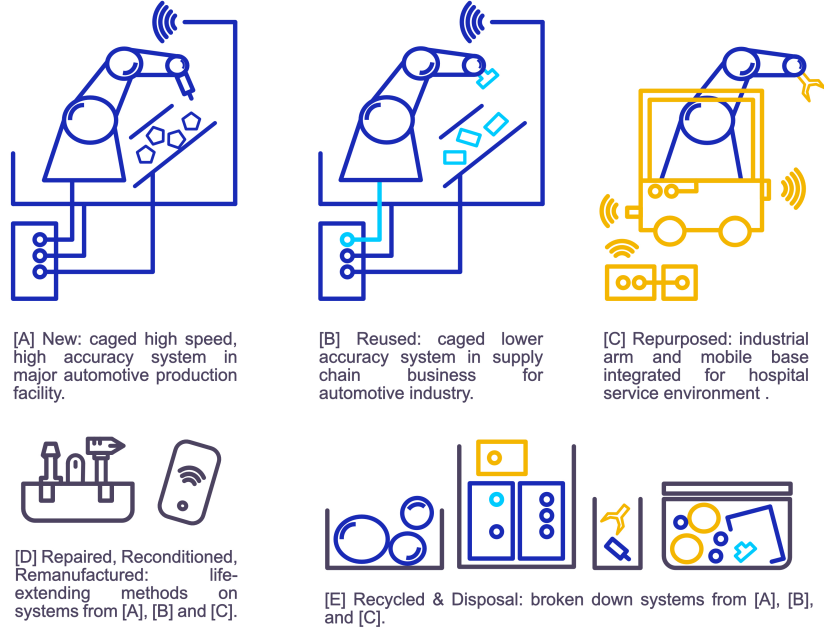 [A] New: caged high speed,
high accuracy system in
major automotive production
facility.
[B] Reused: caged lower
accuracy system in supply
chain business for
automotive industry.
[C] Repurposed: industrial
arm and mobile base
integrated for hospital
service environment .
[D] Repaired, Reconditioned,
Remanufactured: life-
extending methods on
systems from [A], [B] and [C].
[E] Recycled & Disposal: broken down systems from [A], [B],
and [C].